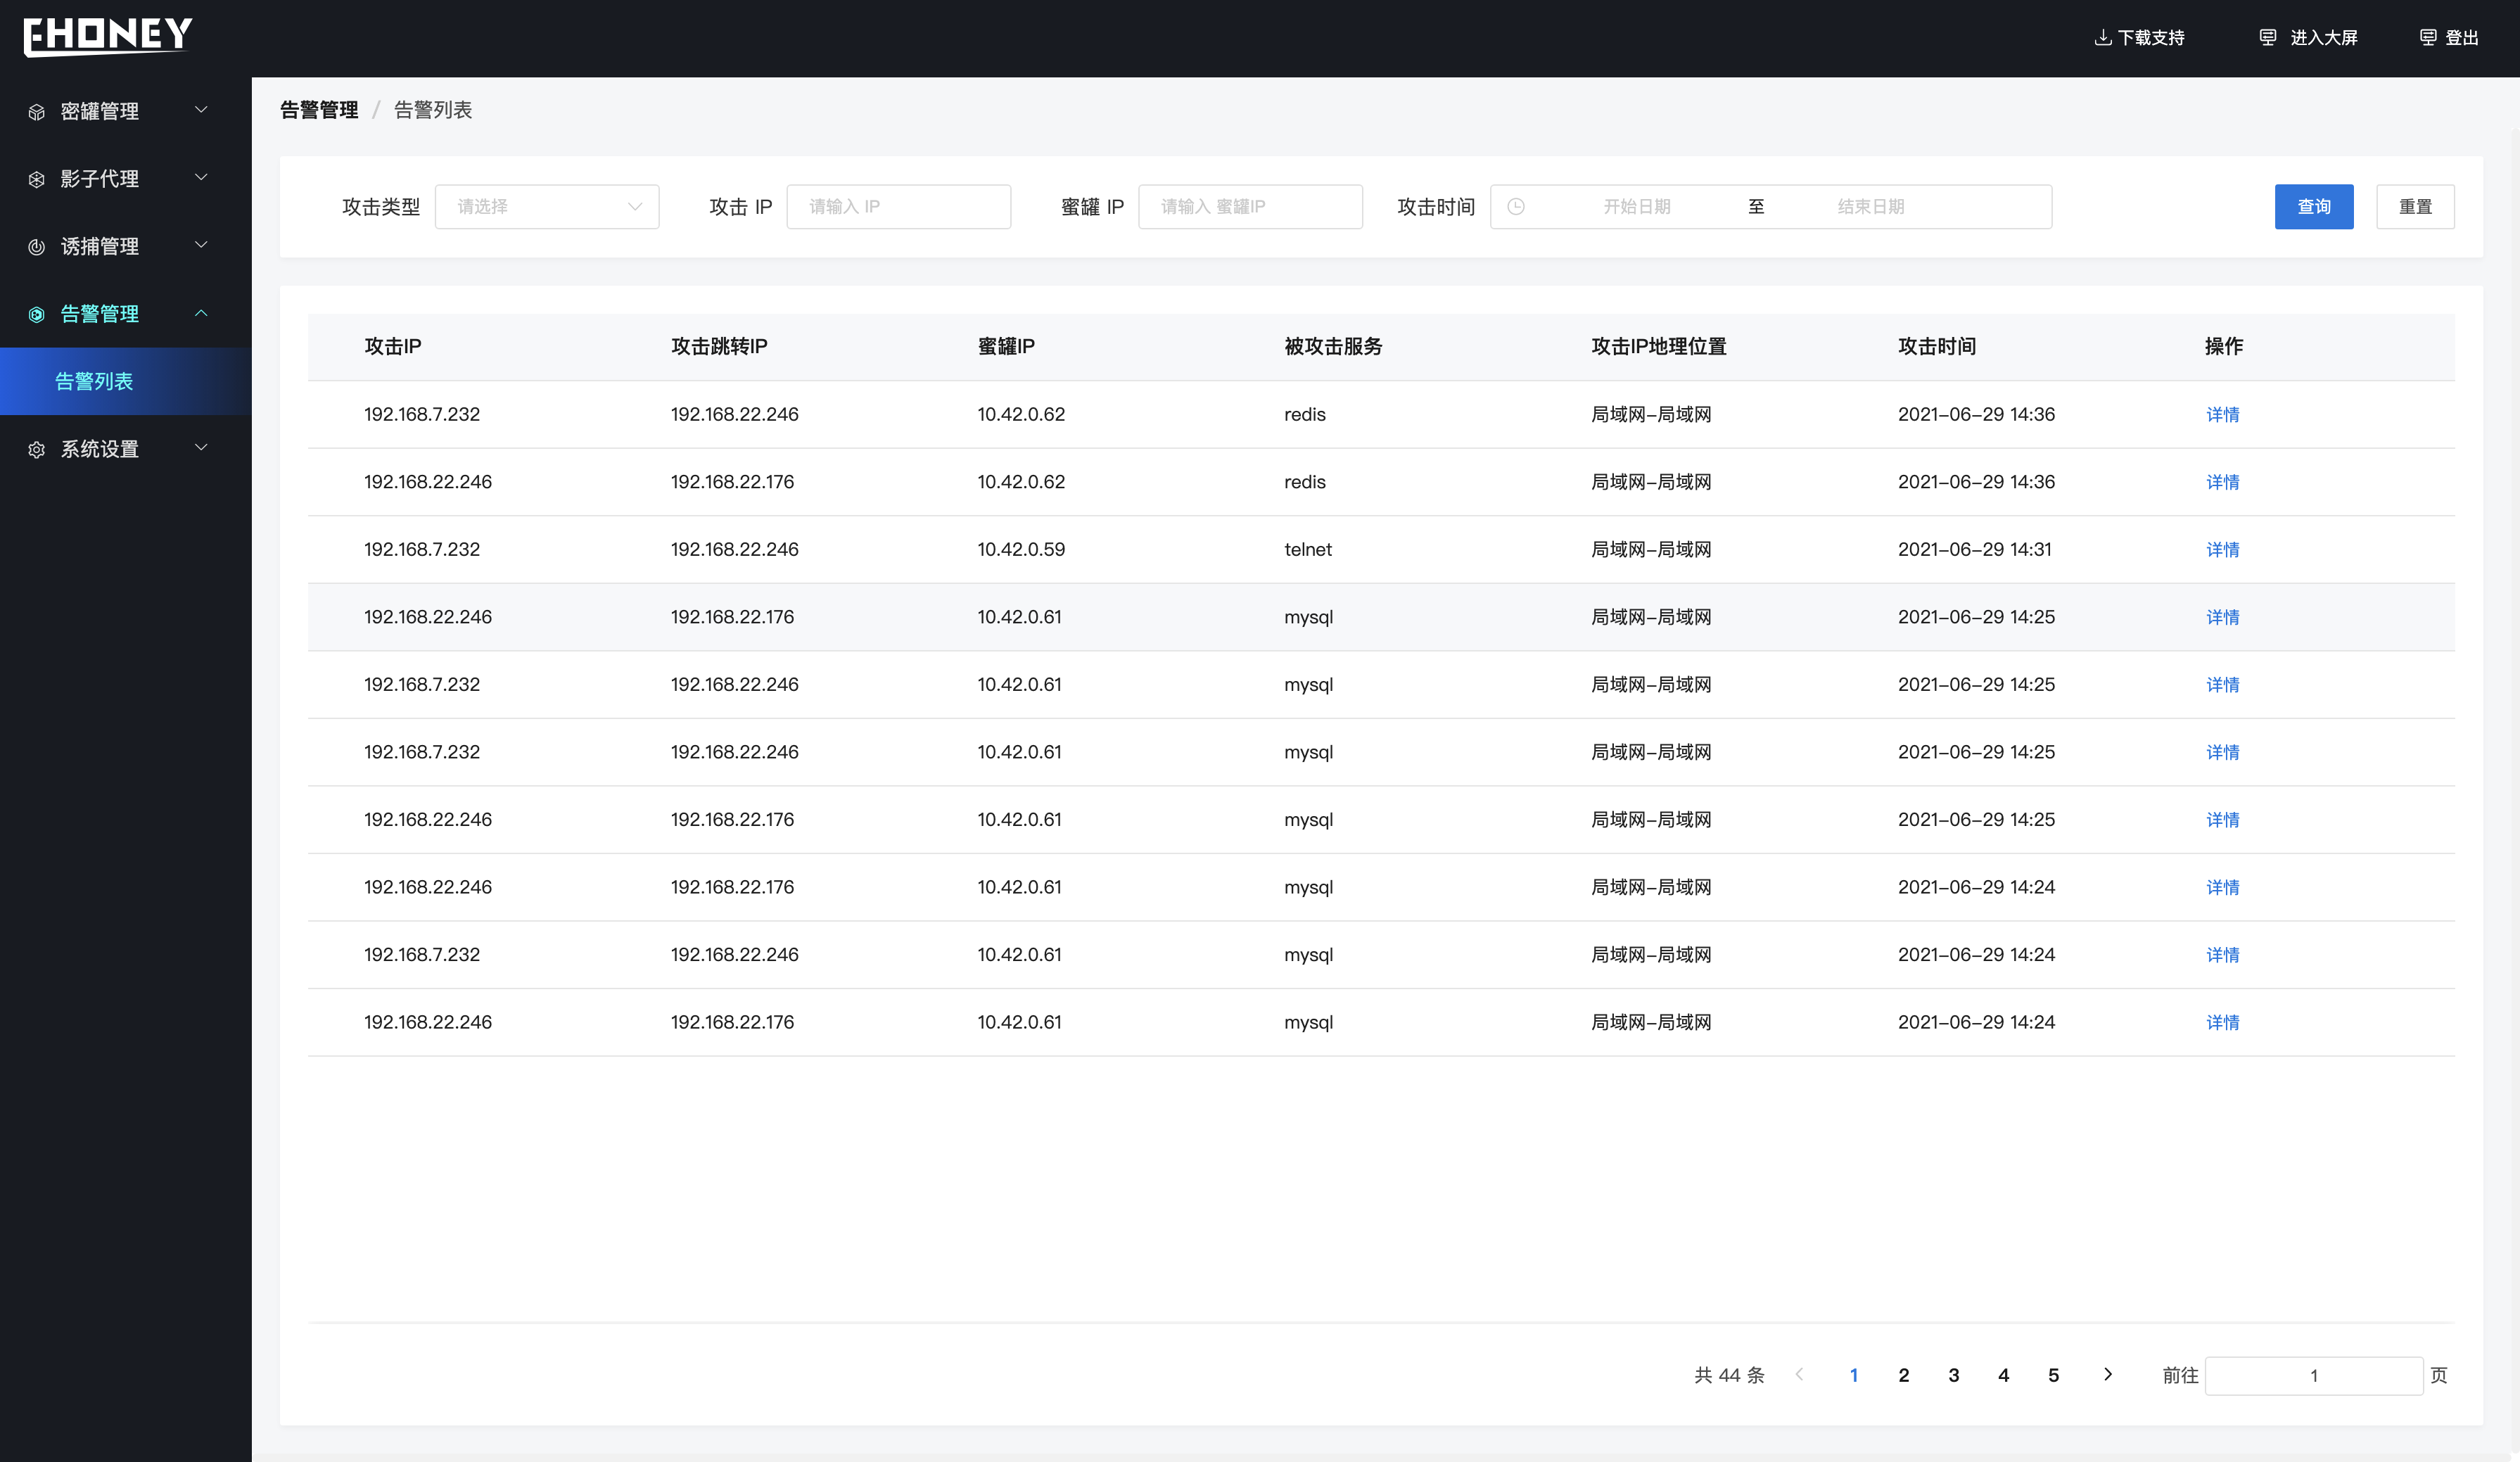 EHONEY
下载支持 进入大屏 登出
密罐管理
影子代理
诱捕管理
告警管理
告警列表
系统设置
告警管理 / 告警列表
攻击类型 请选择 攻击 IP 请输入 IP 蜜罐 IP 请输入 蜜罐IP 攻击时间 开始日期 至 结束日期 查询 重置
攻击IP 攻击跳转IP 蜜罐IP 被攻击服务 攻击IP地理位置 攻击时间 操作
192.168.7.232 192.168.22.246 10.42.0.62 redis 局域网-局域网 2021-06-29 14:36 详情
192.168.22.246 192.168.22.176 10.42.0.62 redis 局域网-局域网 2021-06-29 14:36 详情
192.168.7.232 192.168.22.246 10.42.0.59 telnet 局域网-局域网 2021-06-29 14:31 详情
192.168.22.246 192.168.22.176 10.42.0.61 mysql 局域网-局域网 2021-06-29 14:25 详情
192.168.7.232 192.168.22.246 10.42.0.61 mysql 局域网-局域网 2021-06-29 14:25 详情
192.168.7.232 192.168.22.246 10.42.0.61 mysql 局域网-局域网 2021-06-29 14:25 详情
192.168.22.246 192.168.22.176 10.42.0.61 mysql 局域网-局域网 2021-06-29 14:25 详情
192.168.22.246 192.168.22.176 10.42.0.61 mysql 局域网-局域网 2021-06-29 14:24 详情
192.168.7.232 192.168.22.246 10.42.0.61 mysql 局域网-局域网 2021-06-29 14:24 详情
192.168.22.246 192.168.22.176 10.42.0.61 mysql 局域网-局域网 2021-06-29 14:24 详情
共 44 条 1 2 3 4 5 前往 1 页